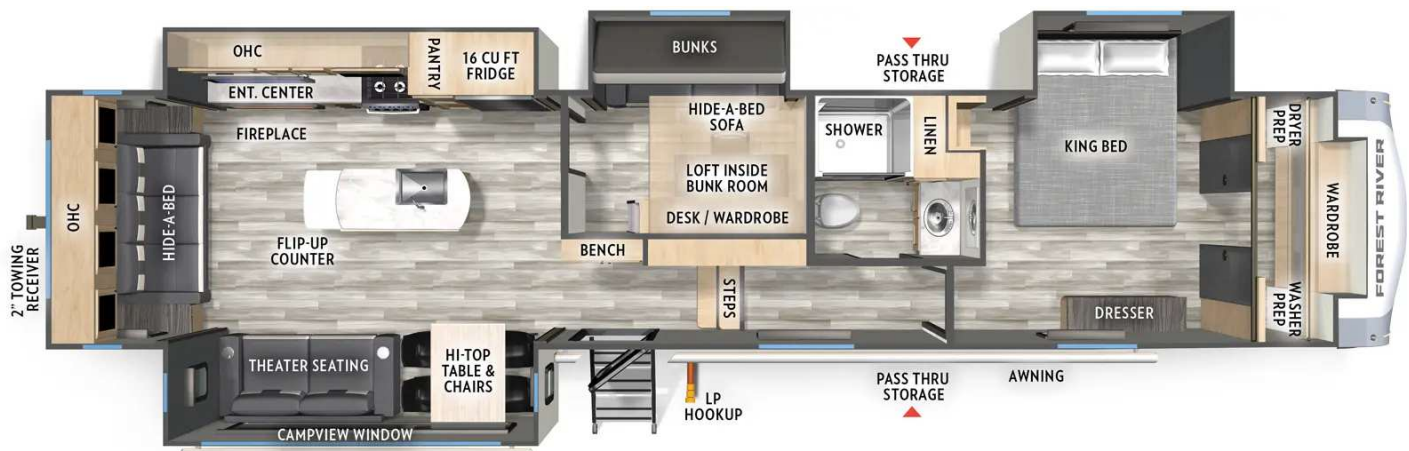 OHC
ENT. CENTER
FIREPLACE
PANTRY
16 CU FT
FRIDGE
BUNKS
HIDE-A-BED
SOFA
LOFT INSIDE
BUNK ROOM
DESK / WARDROBE
BENCH
PASS THRU
STORAGE
SHOWER
LINEN
KING BED
DRYER
PREP
WARDROBE
WASHER
PREP
FOREST RIVER
2" TOWING
RECEIVER
OHC
HIDE-A-BED
FLIP-UP
COUNTER
STEPS
DRESSER
THEATER SEATING
HI-TOP
TABLE &
CHAIRS
CAMPVIEW WINDOW
LP
HOOKUP
PASS THRU
STORAGE
AWNING